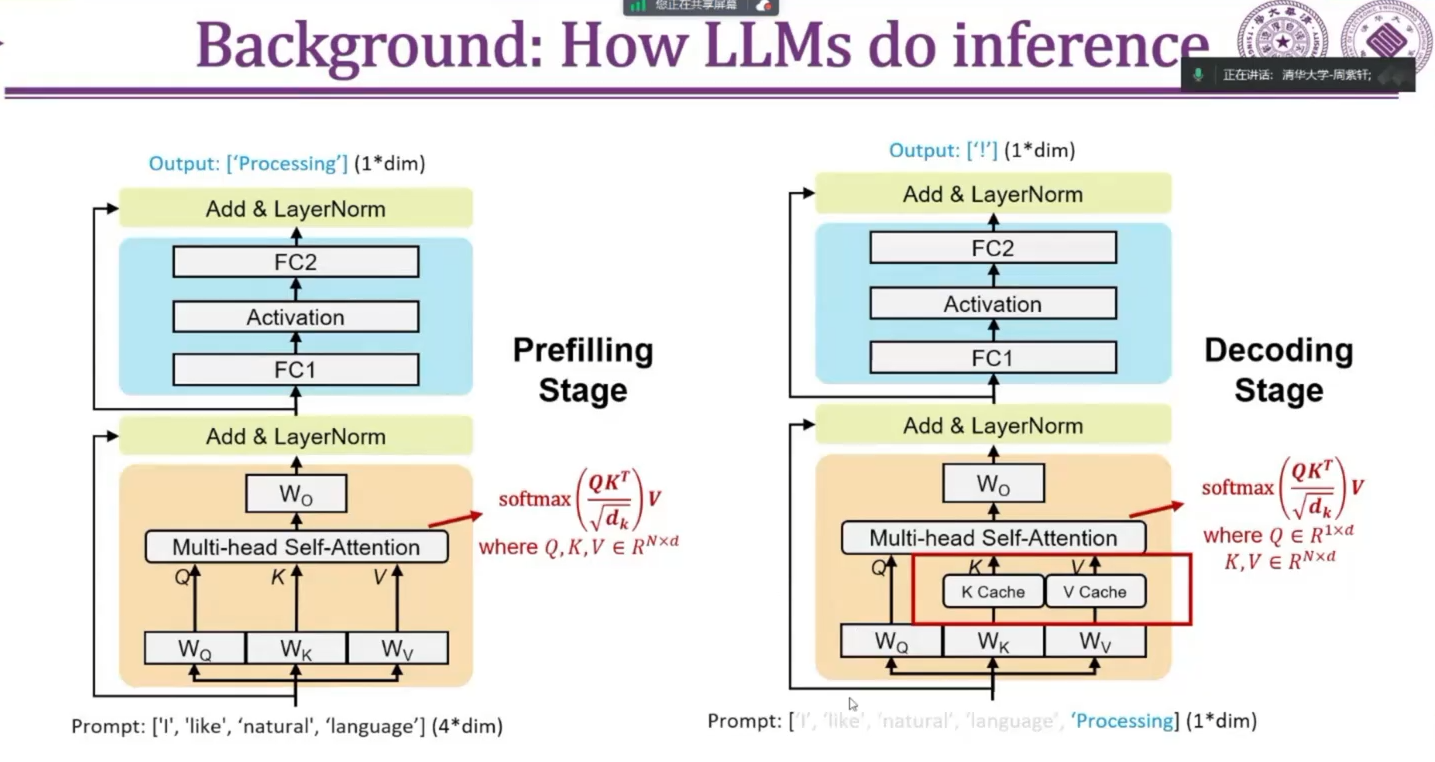 您正在共享屏幕
Background: How LLMs do inference
正在讲话: 清华大学-周紫轩;
Output: [‘Processing’] (1*dim)
Add & LayerNorm
FC2
Activation
FC1
Add & LayerNorm
W_O
Multi-head Self-Attention
Q K V
W_Q W_K W_V
Prompt: ['I', 'like', ‘natural', ‘language’] (4*dim)
Prefilling
Stage
softmax(QK^T/√d_k)V
where Q, K, V ∈ R^{N×d}
Output: [‘!’] (1*dim)
Add & LayerNorm
FC2
Activation
FC1
Add & LayerNorm
W_O
Multi-head Self-Attention
Q K V
K Cache V Cache
W_Q W_K W_V
Prompt: ['I', 'like', ‘natural’, ‘language’, ‘Processing] (1*dim)
Decoding
Stage
softmax(QK^T/√d_k)V
where Q ∈ R^{1×d}
K, V ∈ R^{N×d}